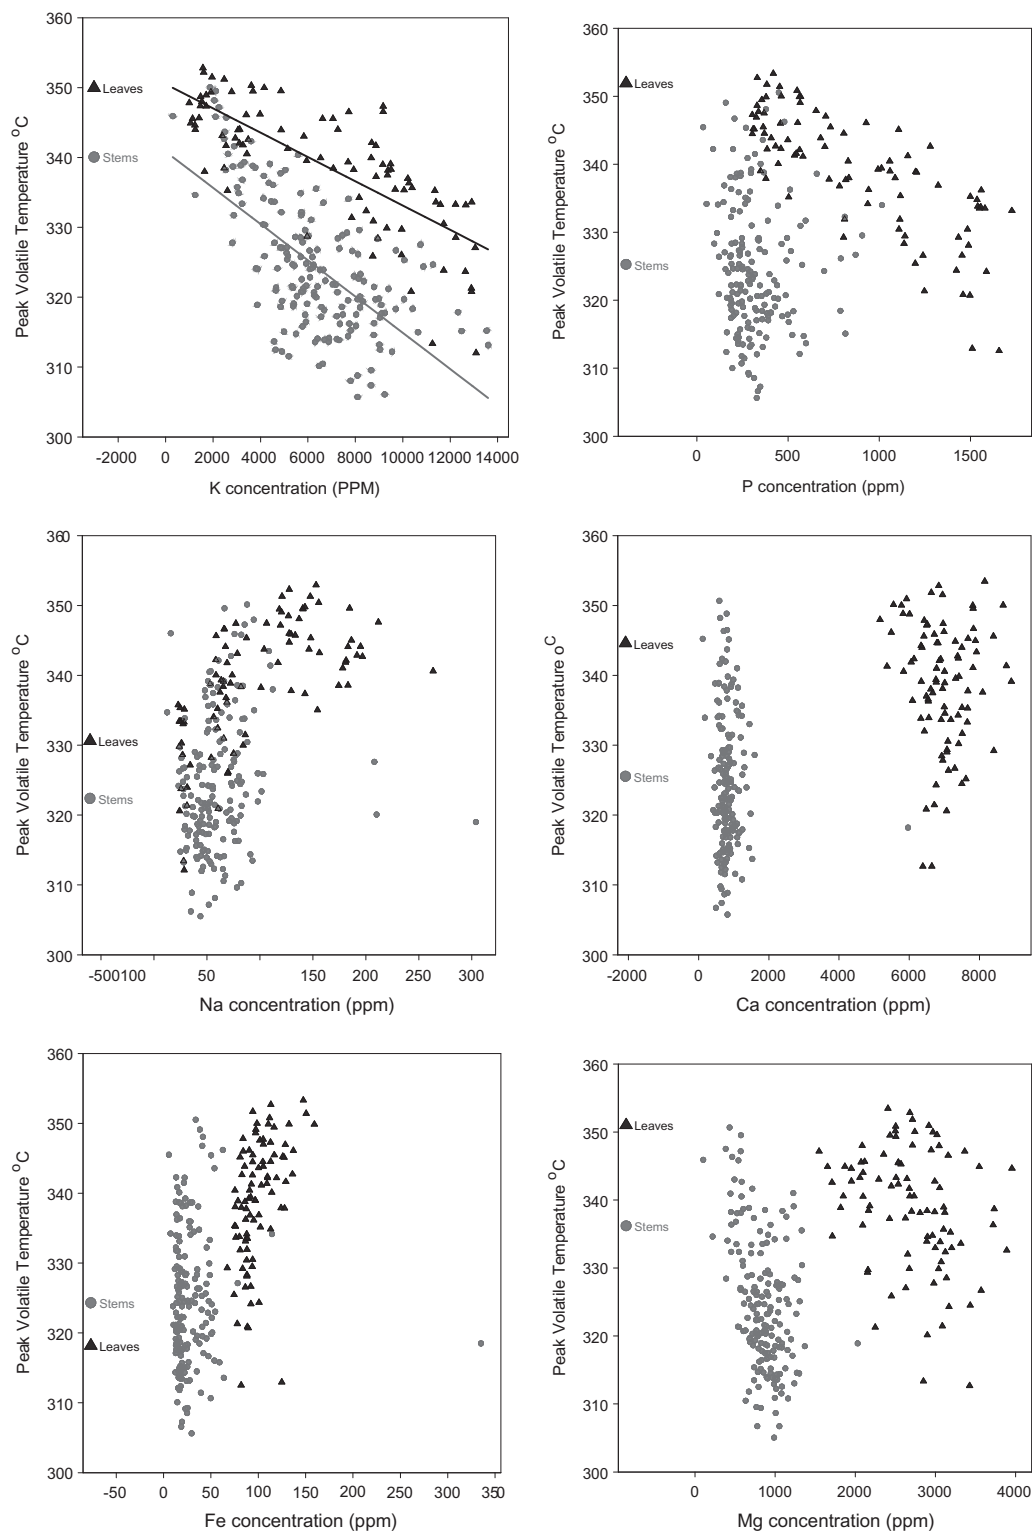 360
350
340
330
320
310
300
Leaves
Stems
Peak Volatile Temperature ºC
-2000 0 2000 4000 6000 8000 10000 12000 14000
K concentration (PPM)
360
350
340
330
320
310
300
Leaves
Stems
Peak Volatile Temperature ºC
0 500 1000 1500
P concentration (ppm)
360
350
340
330
320
310
300
Leaves
Stems
Peak Volatile Temperature ºC
-500100 50 150 200 250 300
Na concentration (ppm)
360
350
340
330
320
310
300
Leaves
Stems
Peak Volatile Temperature oC
-2000 0 2000 4000 6000 8000
Ca concentration (ppm)
360
350
340
330
320
310
300
Stems
Leaves
Peak Volatile Temperature ºC
-50 0 50 100 150 200 250 300 350
Fe concentration (ppm)
360
350
340
330
320
310
300
Leaves
Stems
Peak Volatile Temperature ºC
0 1000 2000 3000 4000
Mg concentration (ppm)